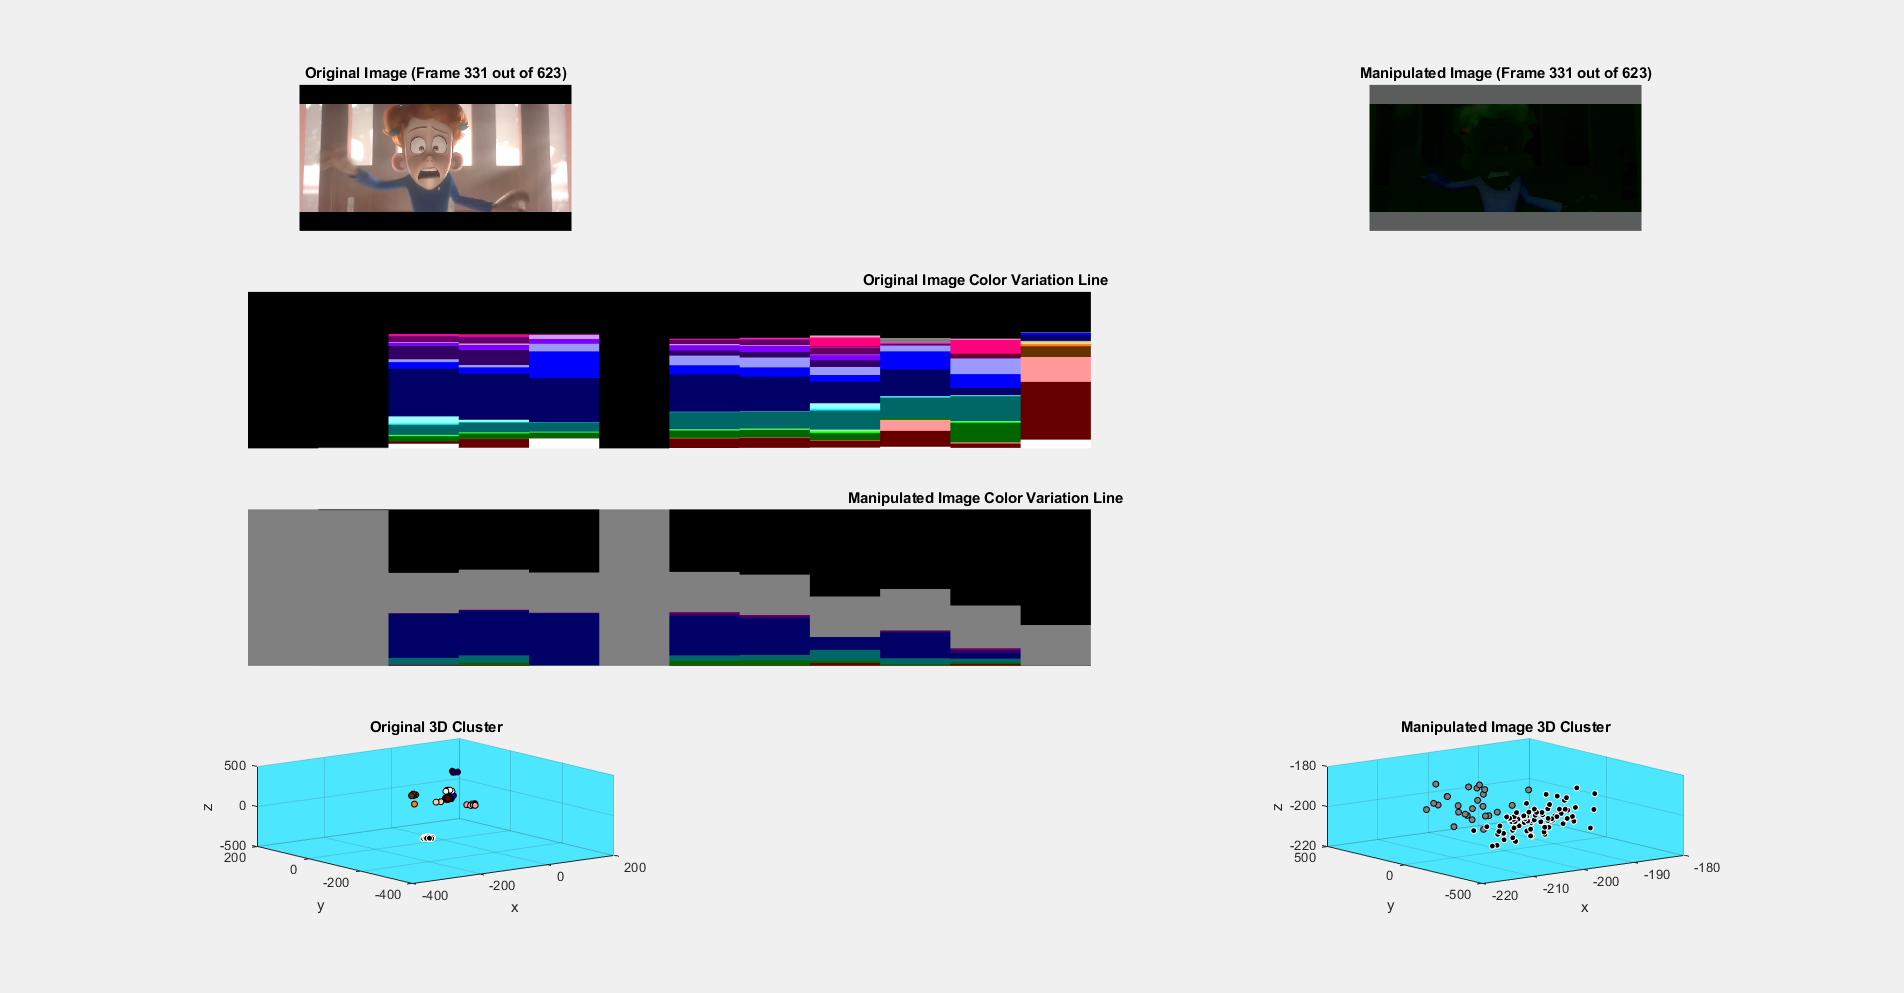 Original Image (Frame 331 out of 623)
Manipulated Image (Frame 331 out of 623)
Original Image Color Variation Line
Manipulated Image Color Variation Line
Original 3D Cluster
500
0
-500
z
200
0
-200
-400
y
-400
-200
0
200
x
Manipulated Image 3D Cluster
-180
-200
-220
z
500
0
-500
y
-220
-210
-200
-190
-180
x